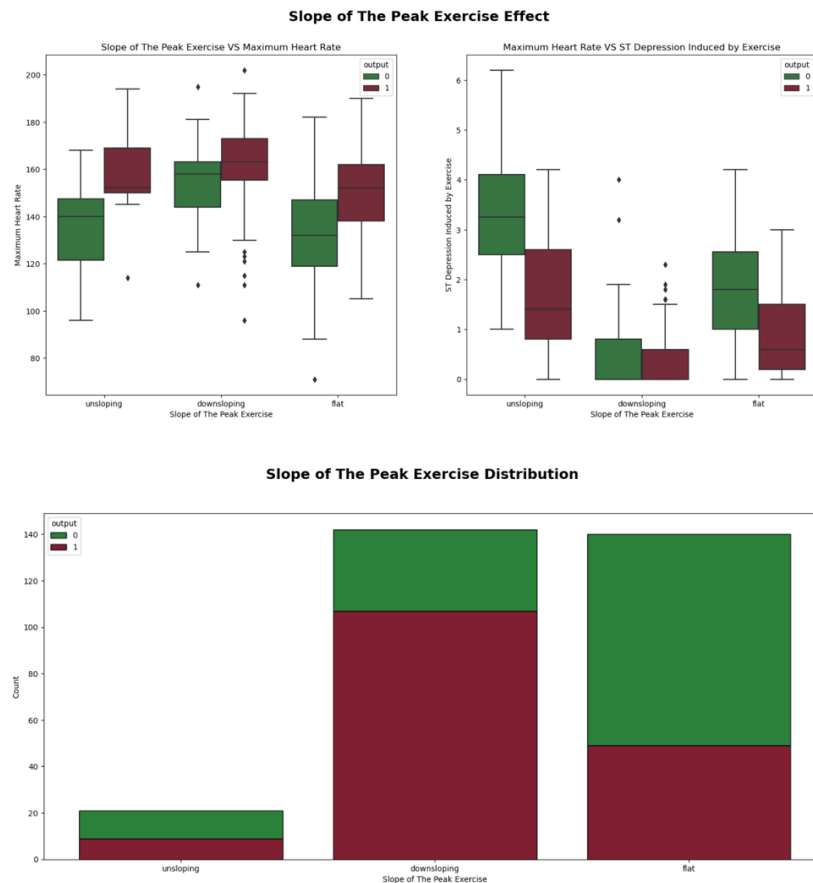 Slope of The Peak Exercise Effect
Slope of The Peak Exercise VS Maximum Heart Rate
output
0
1
200
180
160
140
120
100
80
Maximum Heart Rate
unsloping downsloping flat
Slope of The Peak Exercise
Maximum Heart Rate VS ST Depression Induced by Exercise
output
0
1
6
5
4
3
2
1
0
ST Depression Induced by Exercise
unsloping downsloping flat
Slope of The Peak Exercise
Slope of The Peak Exercise Distribution
output
0
1
140
120
100
80
60
40
20
0
Count
unsloping downsloping flat
Slope of The Peak Exercise